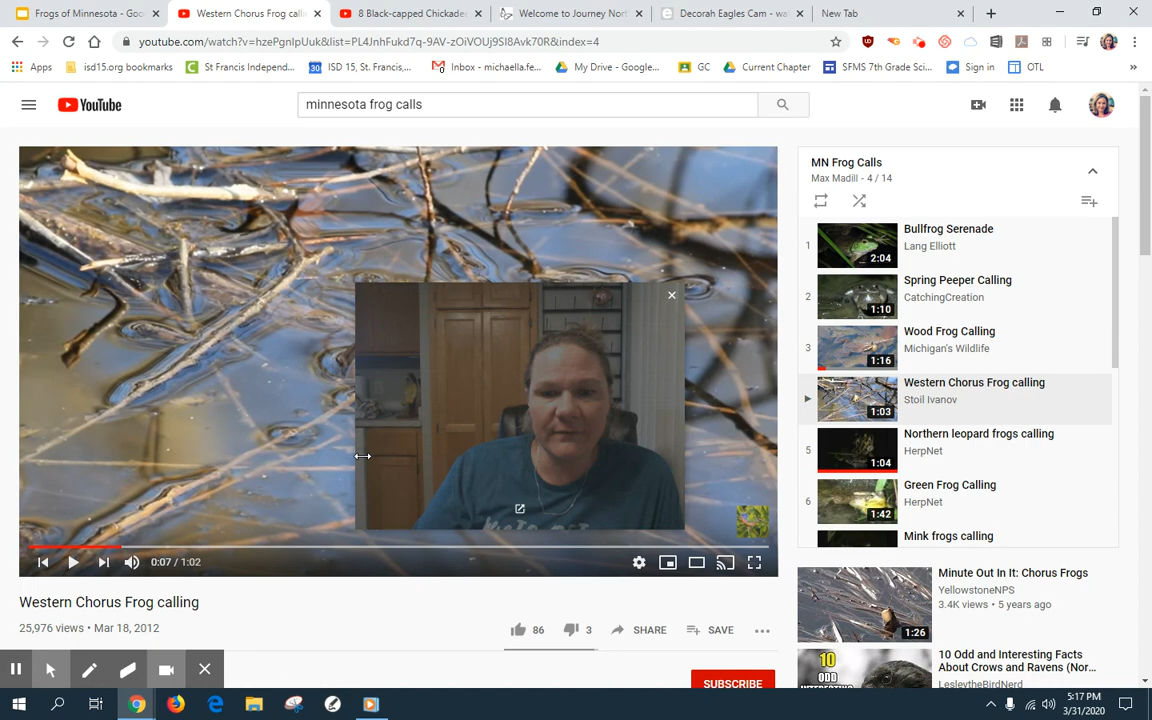 Frogs of Minnesota - Goo
Western Chorus Frog calli
8 Black-capped Chickadee
Welcome to Journey North
Decorah Eagles Cam - wa
New Tab
youtube.com/watch?v=hzePgnIpUuk&list=PL4JnhFukd7q-9AV-zOiVOUj9SI8Avk70R&index=4
Apps
isd15.org bookmarks
St Francis Independ...
ISD 15, St. Francis,...
Inbox - michaella.fe...
My Drive - Google...
GC
Current Chapter
SFMS 7th Grade Sci...
Sign in
OTL
YouTube
minnesota frog calls
MN Frog Calls
Max Madill - 4 / 14
1
Bullfrog Serenade
Lang Elliott
2:04
2
Spring Peeper Calling
CatchingCreation
1:10
3
Wood Frog Calling
Michigan's Wildlife
1:16
Western Chorus Frog calling
Stoil Ivanov
1:03
5
Northern leopard frogs calling
HerpNet
1:04
6
Green Frog Calling
HerpNet
1:42
Mink frogs calling
0:07 / 1:02
Western Chorus Frog calling
25,976 views • Mar 18, 2012
86
3
SHARE
SAVE
SUBSCRIBE
Minute Out In It: Chorus Frogs
YellowstoneNPS
3.4K views • 5 years ago
1:26
10 Odd and Interesting Facts
About Crows and Ravens (Nor...
LesleytheBirdNerd
10
ODD
5:17 PM
3/31/2020